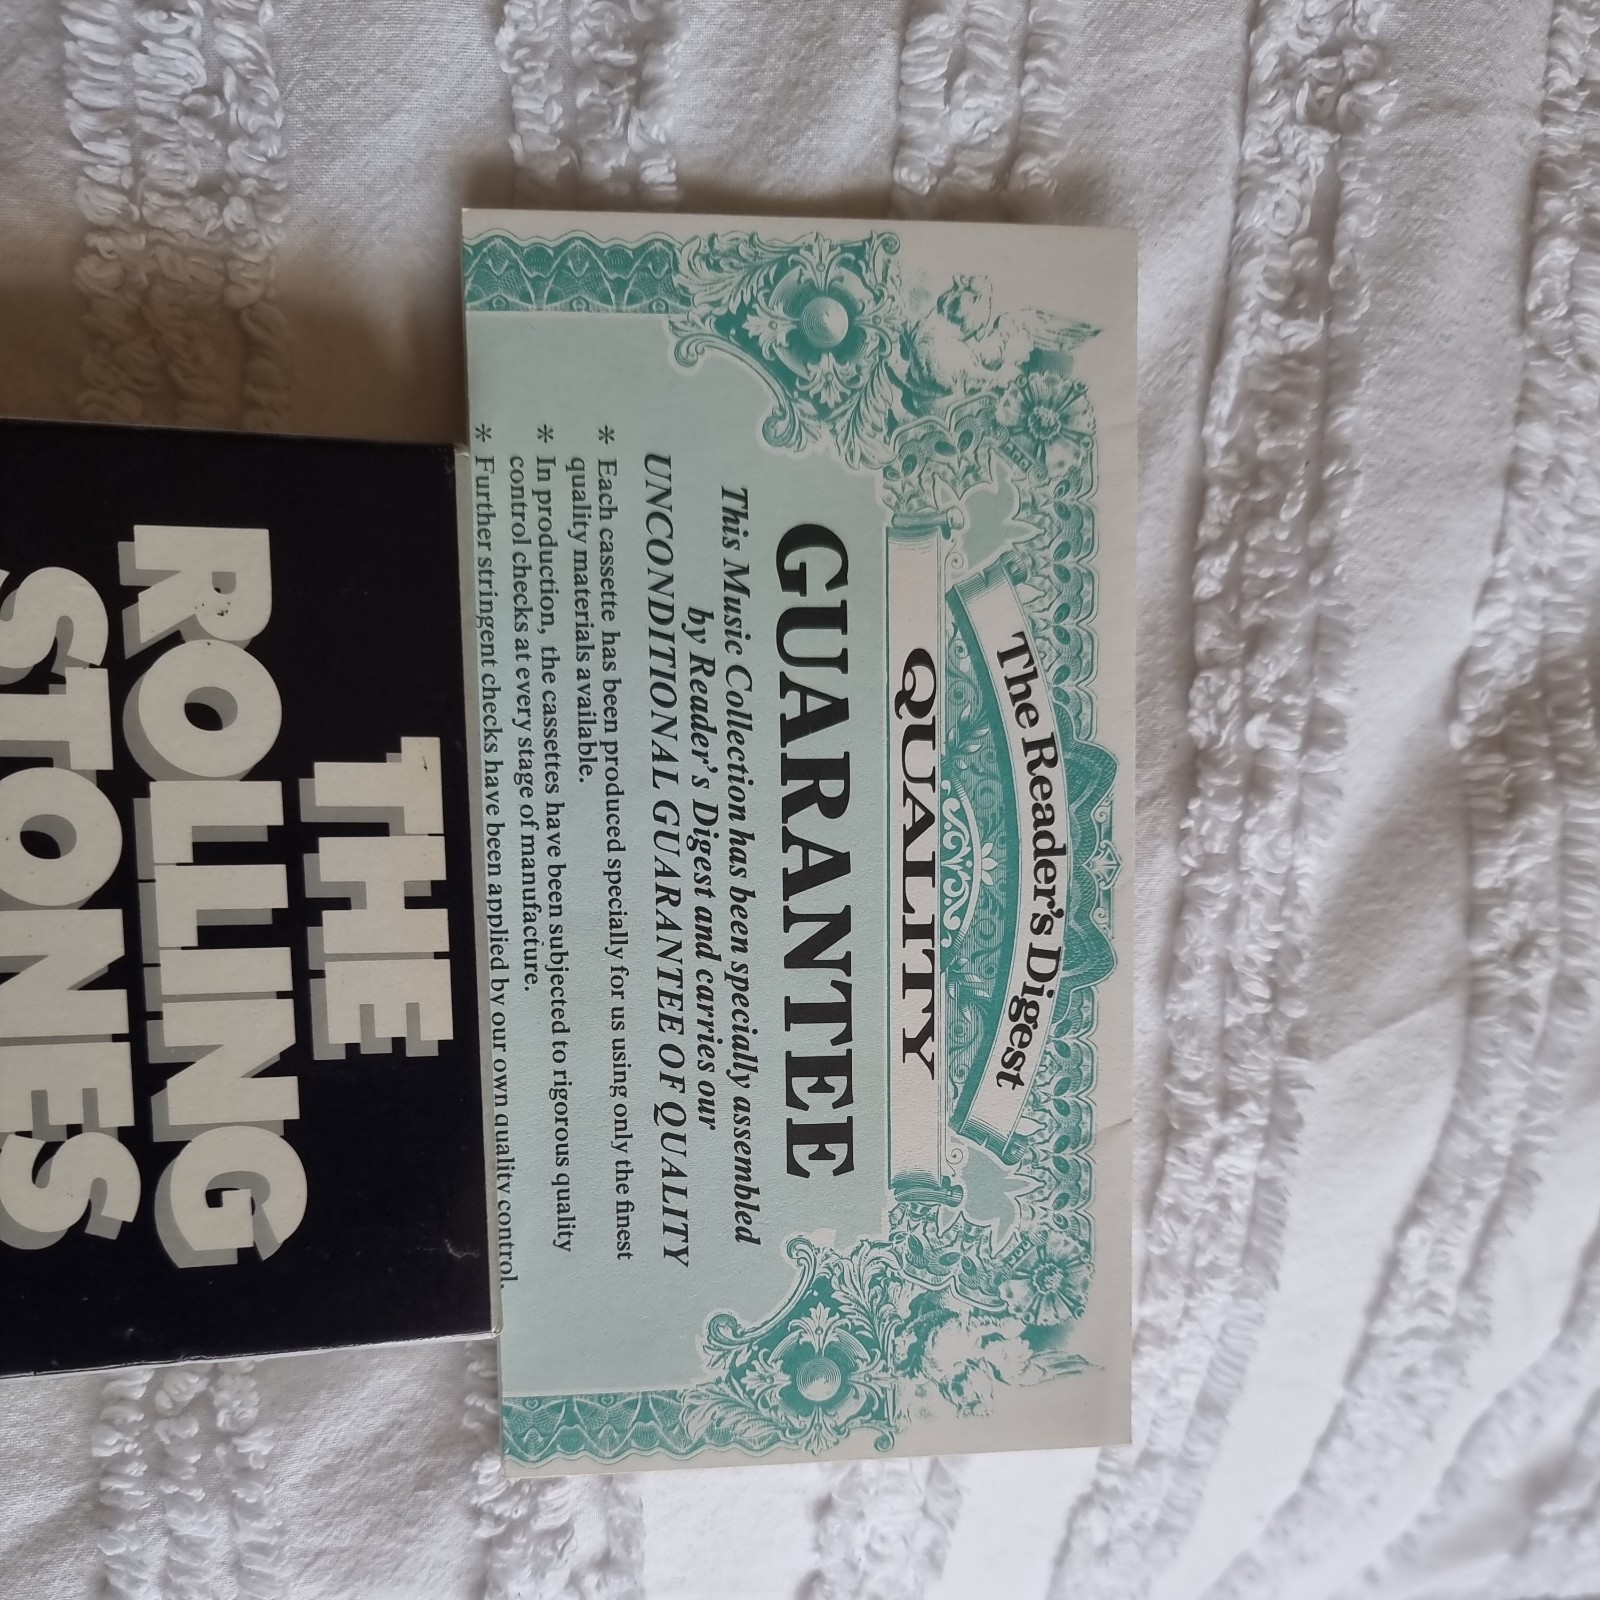 The Reader's Digest
QUALITY
GUARANTEE
This Music Collection has been specially assembled
by Reader's Digest and carries our
UNCONDITIONAL GUARANTEE OF QUALITY
* Each cassette has been produced specially for us using only the finest
quality materials available.
* In production, the cassettes have been subjected to rigorous quality
control checks at every stage of manufacture.
* Further stringent checks have been applied by our own quality control.
THE
ROLLING
STONES